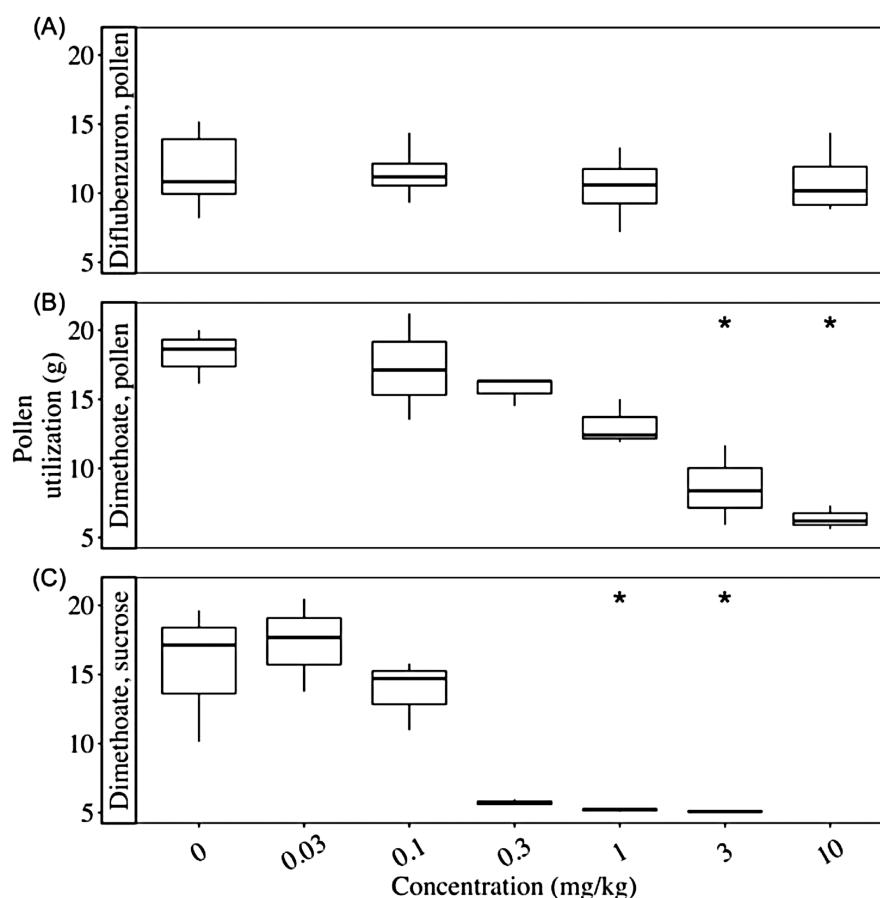 (A)
Diflubenzuron, pollen
20
15
10
5
(B)
Dimethoate, pollen
20
15
10
5
* *
Pollen
utilization (g)
(C)
Dimethoate, sucrose
20
15
10
5
* *
0 0.03 0.1 0.3 1 3 10
Concentration (mg/kg)